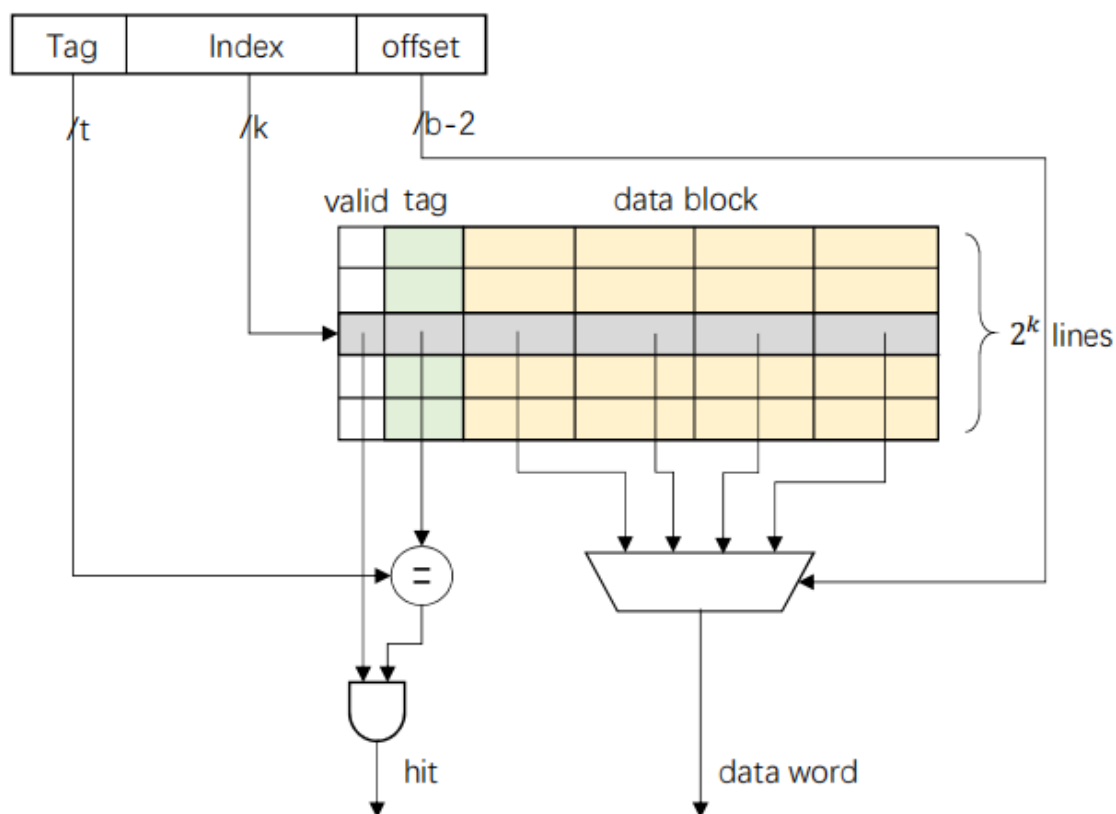 Tag Index offset
/t /k /b-2
valid tag data block
2^k lines
=
hit data word